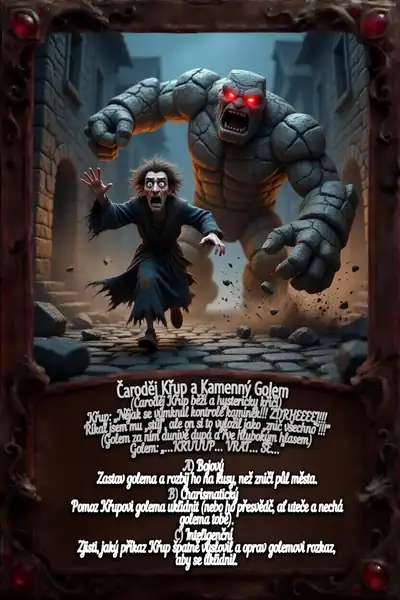 Čaroděj Křup a Kamenný Golem
(Čaroděj Křup běží a hystericky křičí)
Křup: „Nějak se vymknul kontrole kamínek!!! ZDRHEEEE!!!!
Říkal jsem mu „stůj“, ale on si to vyložil jako „znič všechno“!!!"
(Golem za ním dunivě dupá a řve hlubokým hlasem)
Golem: „…KRUUUP… VRAŤ… SE…
A) Bojový
Zastav golema a rozbij ho na kusy, než zničí půl města.
B) Charismatický
Pomoz Křupovi golema uklidnit (nebo ho přesvědč, ať uteče a nechá
golema tobě).
C) Inteligenční
Zjisti, jaký příkaz Křup špatně vyslovil a oprav golemovi rozkaz,
aby se uklidnil.